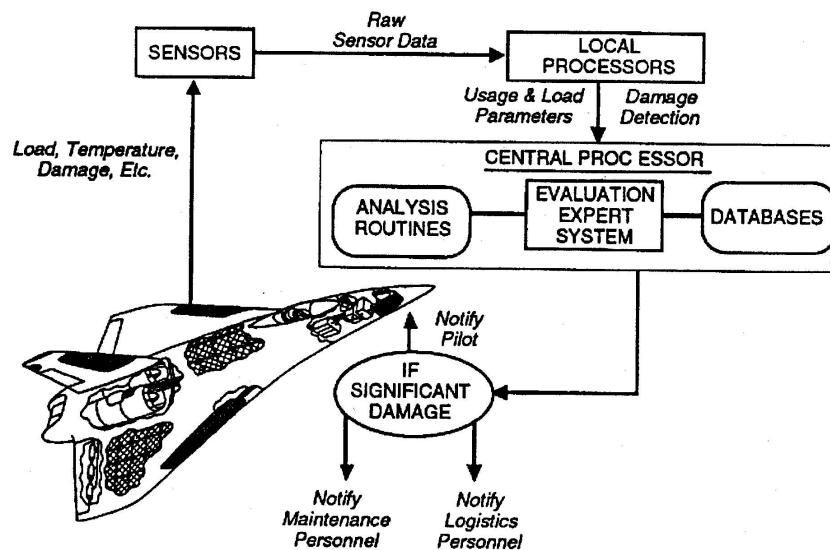 Raw
Sensor Data
SENSORS
LOCAL
PROCESSORS
Usage & Load
Parameters
Damage
Detection
Load, Temperature,
Damage, Etc.
CENTRAL PROC ESSOR
ANALYSIS
ROUTINES
EVALUATION
EXPERT
SYSTEM
DATABASES
Notify
Pilot
IF
SIGNIFICANT
DAMAGE
Notify
Maintenance
Personnel
Notify
Logistics
Personnel